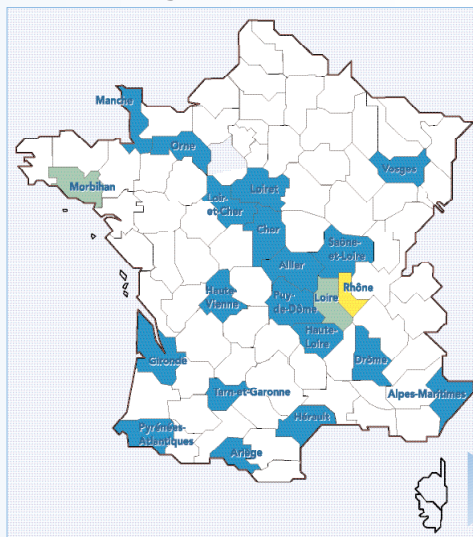 Manche
Orne
Vosges
Morbihan
Loiret
Loir-
et-Cher
Cher
Saône-
et-Loire
Allier
Rhône
Haute-
Vienne
Puy-
de-Dôme
Loire
Haute-
Loire
Gironde
Drôme
Tarn-et-Garonne
Alpes-Maritimes
Hérault
Pyrénées-
Atlantiques
Ariège